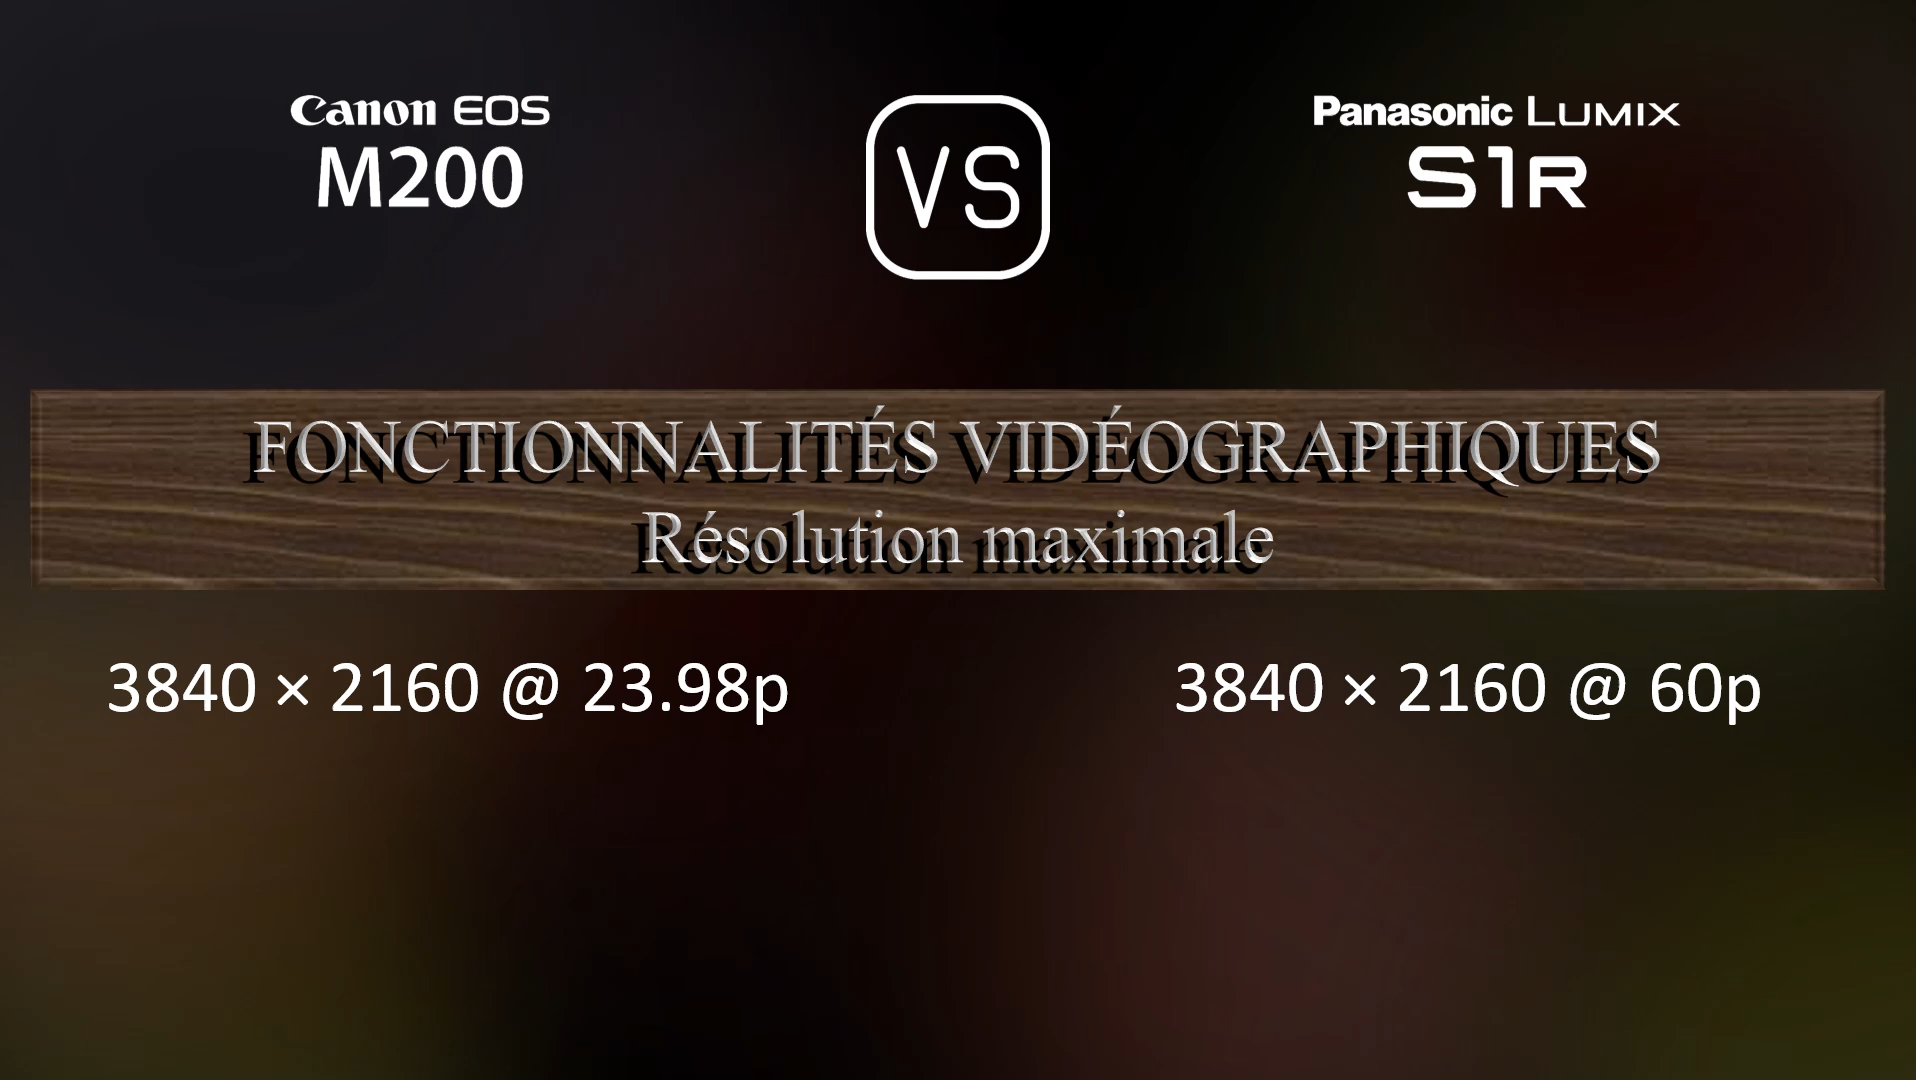 Canon EOS
M200
VS
Panasonic LUMIX
S1R
FONCTIONNALITÉS VIDÉOGRAPHIQUES
Résolution maximale
3840 × 2160 @ 23.98p
3840 × 2160 @ 60p